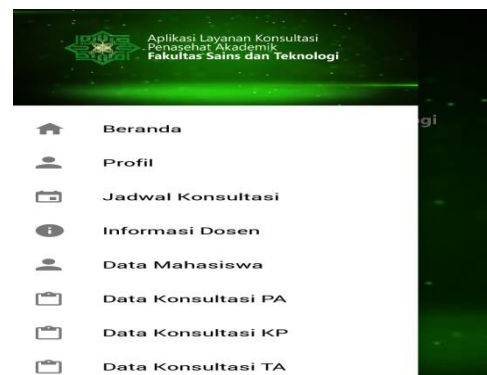 Aplikasi Layanan Konsultasi
Penasehat Akademik
Fakultas Sains dan Teknologi
gi
Beranda
Profil
Jadwal Konsultasi
Informasi Dosen
Data Mahasiswa
Data Konsultasi PA
Data Konsultasi KP
Data Konsultasi TA